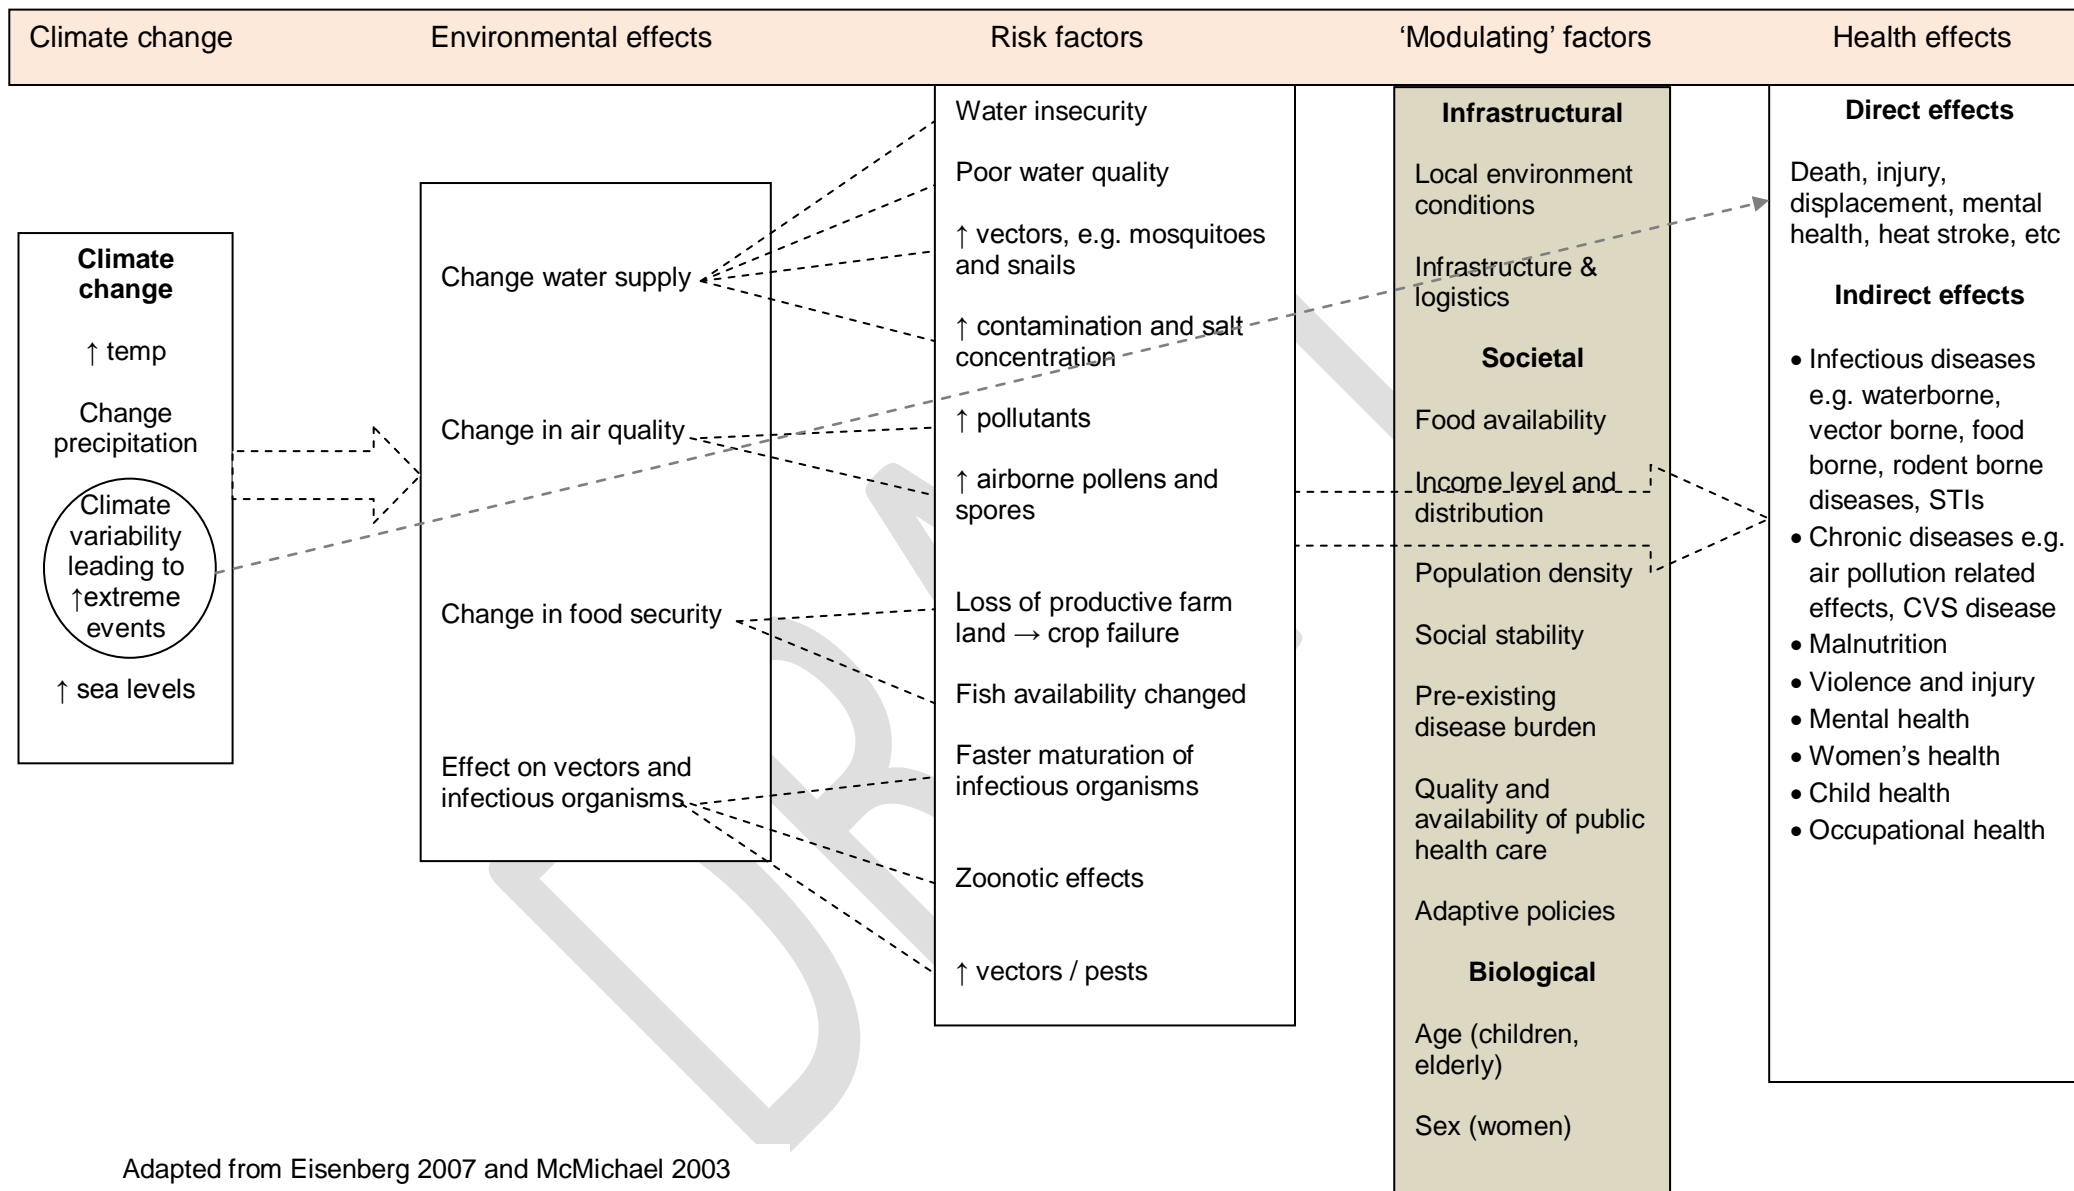 Climate change
Environmental effects
Risk factors
‘Modulating’ factors
Health effects
Climate
change
↑ temp
Change
precipitation
Climate
variability
leading to
↑extreme
events
↑ sea levels
Change water supply
Change in air quality
Change in food security
Effect on vectors and
infectious organisms
Water insecurity
Poor water quality
↑ vectors, e.g. mosquitoes
and snails
↑ contamination and salt
concentration
↑ pollutants
↑ airborne pollens and
spores
Loss of productive farm
land → crop failure
Fish availability changed
Faster maturation of
infectious organisms
Zoonotic effects
↑ vectors / pests
Infrastructural
Local environment
conditions
Infrastructure &
logistics
Societal
Food availability
Income level and
distribution
Population density
Social stability
Pre-existing
disease burden
Quality and
availability of public
health care
Adaptive policies
Biological
Age (children,
elderly)
Sex (women)
Direct effects
Death, injury,
displacement, mental
health, heat stroke, etc
Indirect effects
• Infectious diseases
e.g. waterborne,
vector borne, food
borne, rodent borne
diseases, STIs
• Chronic diseases e.g.
air pollution related
effects, CVS disease
• Malnutrition
• Violence and injury
• Mental health
• Women’s health
• Child health
• Occupational health
Adapted from Eisenberg 2007 and McMichael 2003
DRAFT